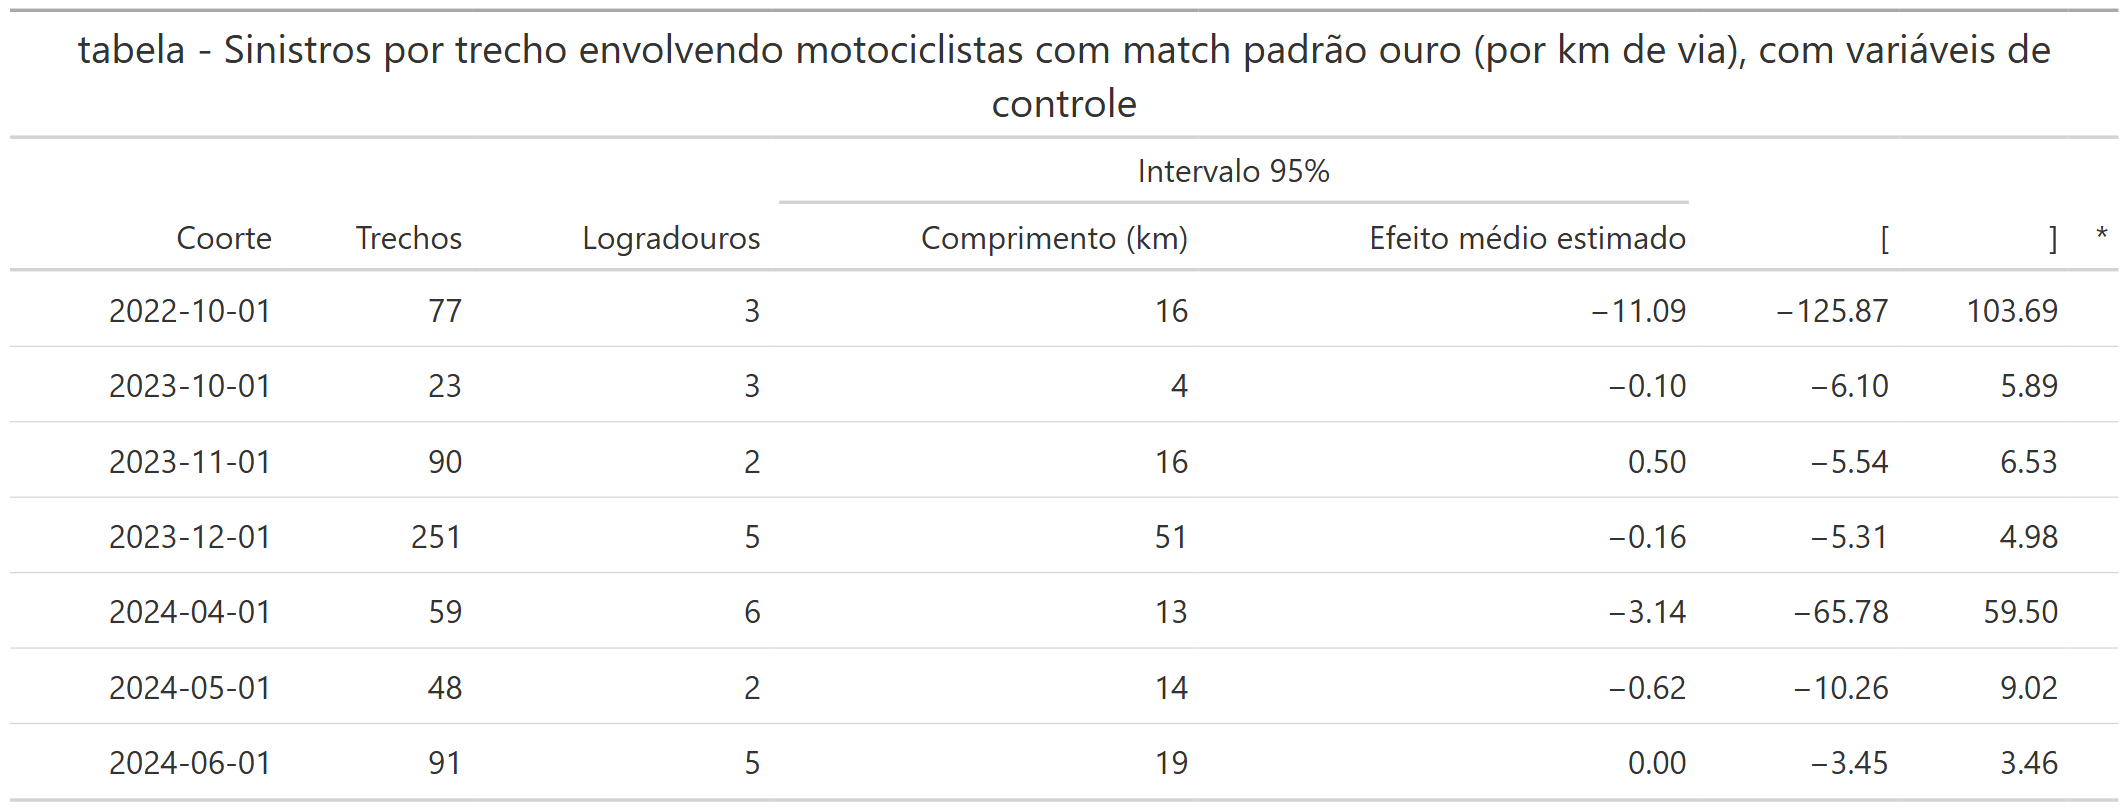 tabela - Sinistros por trecho envolvendo motociclistas com match padrão ouro (por km de via), com variáveis de
controle
Intervalo 95%
Coorte Trechos Logradouros Comprimento (km) Efeito médio estimado [ ] *
2022-10-01 77 3 16 −11.09 −125.87 103.69
2023-10-01 23 3 4 −0.10 −6.10 5.89
2023-11-01 90 2 16 0.50 −5.54 6.53
2023-12-01 251 5 51 −0.16 −5.31 4.98
2024-04-01 59 6 13 −3.14 −65.78 59.50
2024-05-01 48 2 14 −0.62 −10.26 9.02
2024-06-01 91 5 19 0.00 −3.45 3.46